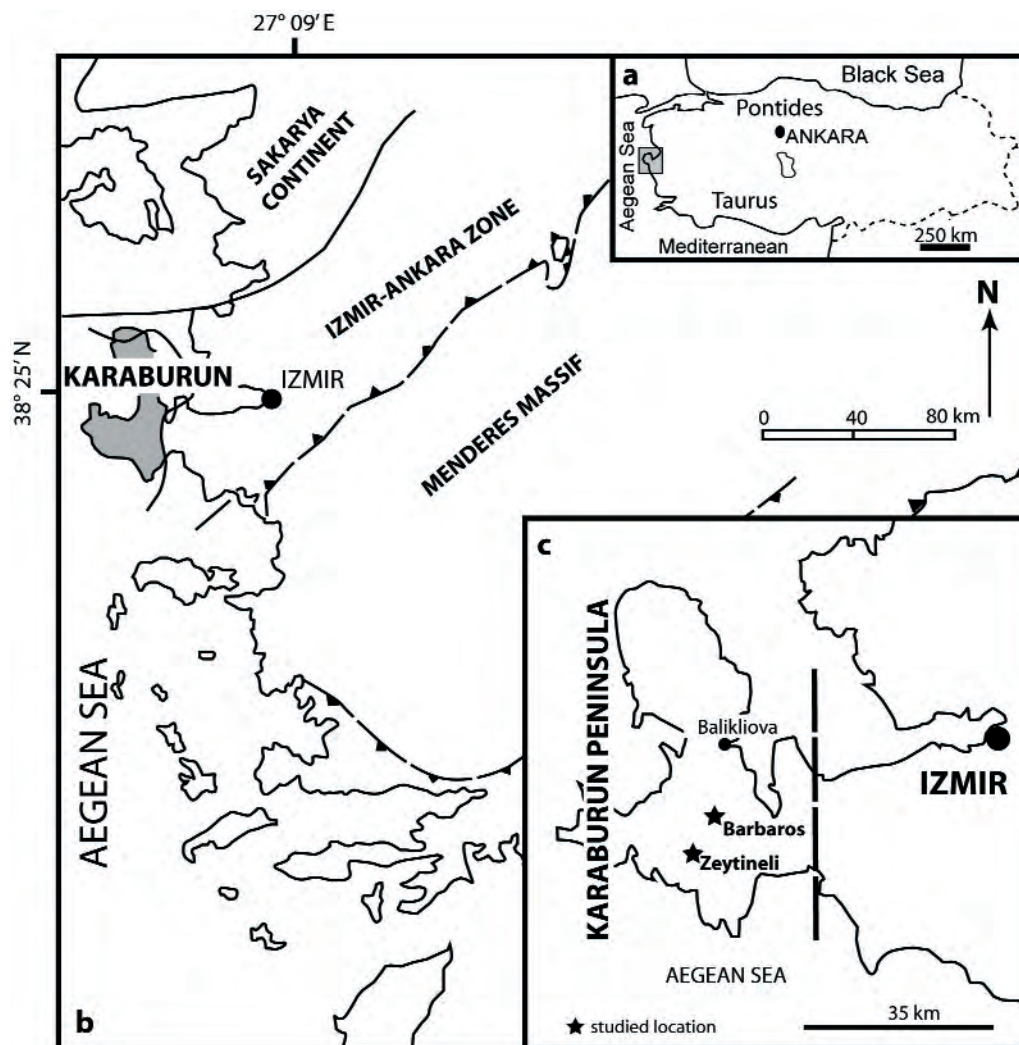 27° 09' E
a
Black Sea
Pontides
ANKARA
Aegean Sea
Taurus
Mediterranean
250 km
SAKARYA
CONTINENT
IZMIR-ANKARA ZONE
N
38° 25' N
KARABURUN
IZMIR
MENDERES MASSIF
0 40 80 km
AEGEAN SEA
b
c
KARABURUN PENINSULA
Balikliova
IZMIR
Barbaros
Zeytineli
AEGEAN SEA
35 km
studied location